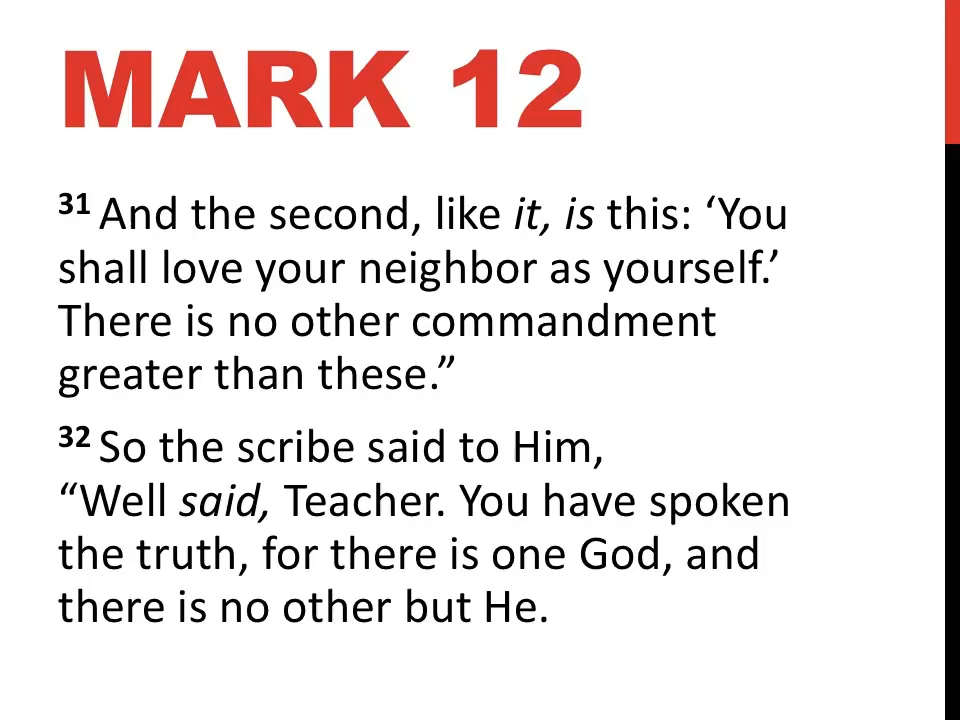 MARK 12
31 And the second, like it, is this: ‘You
shall love your neighbor as yourself.’
There is no other commandment
greater than these.”
32 So the scribe said to Him,
“Well said, Teacher. You have spoken
the truth, for there is one God, and
there is no other but He.